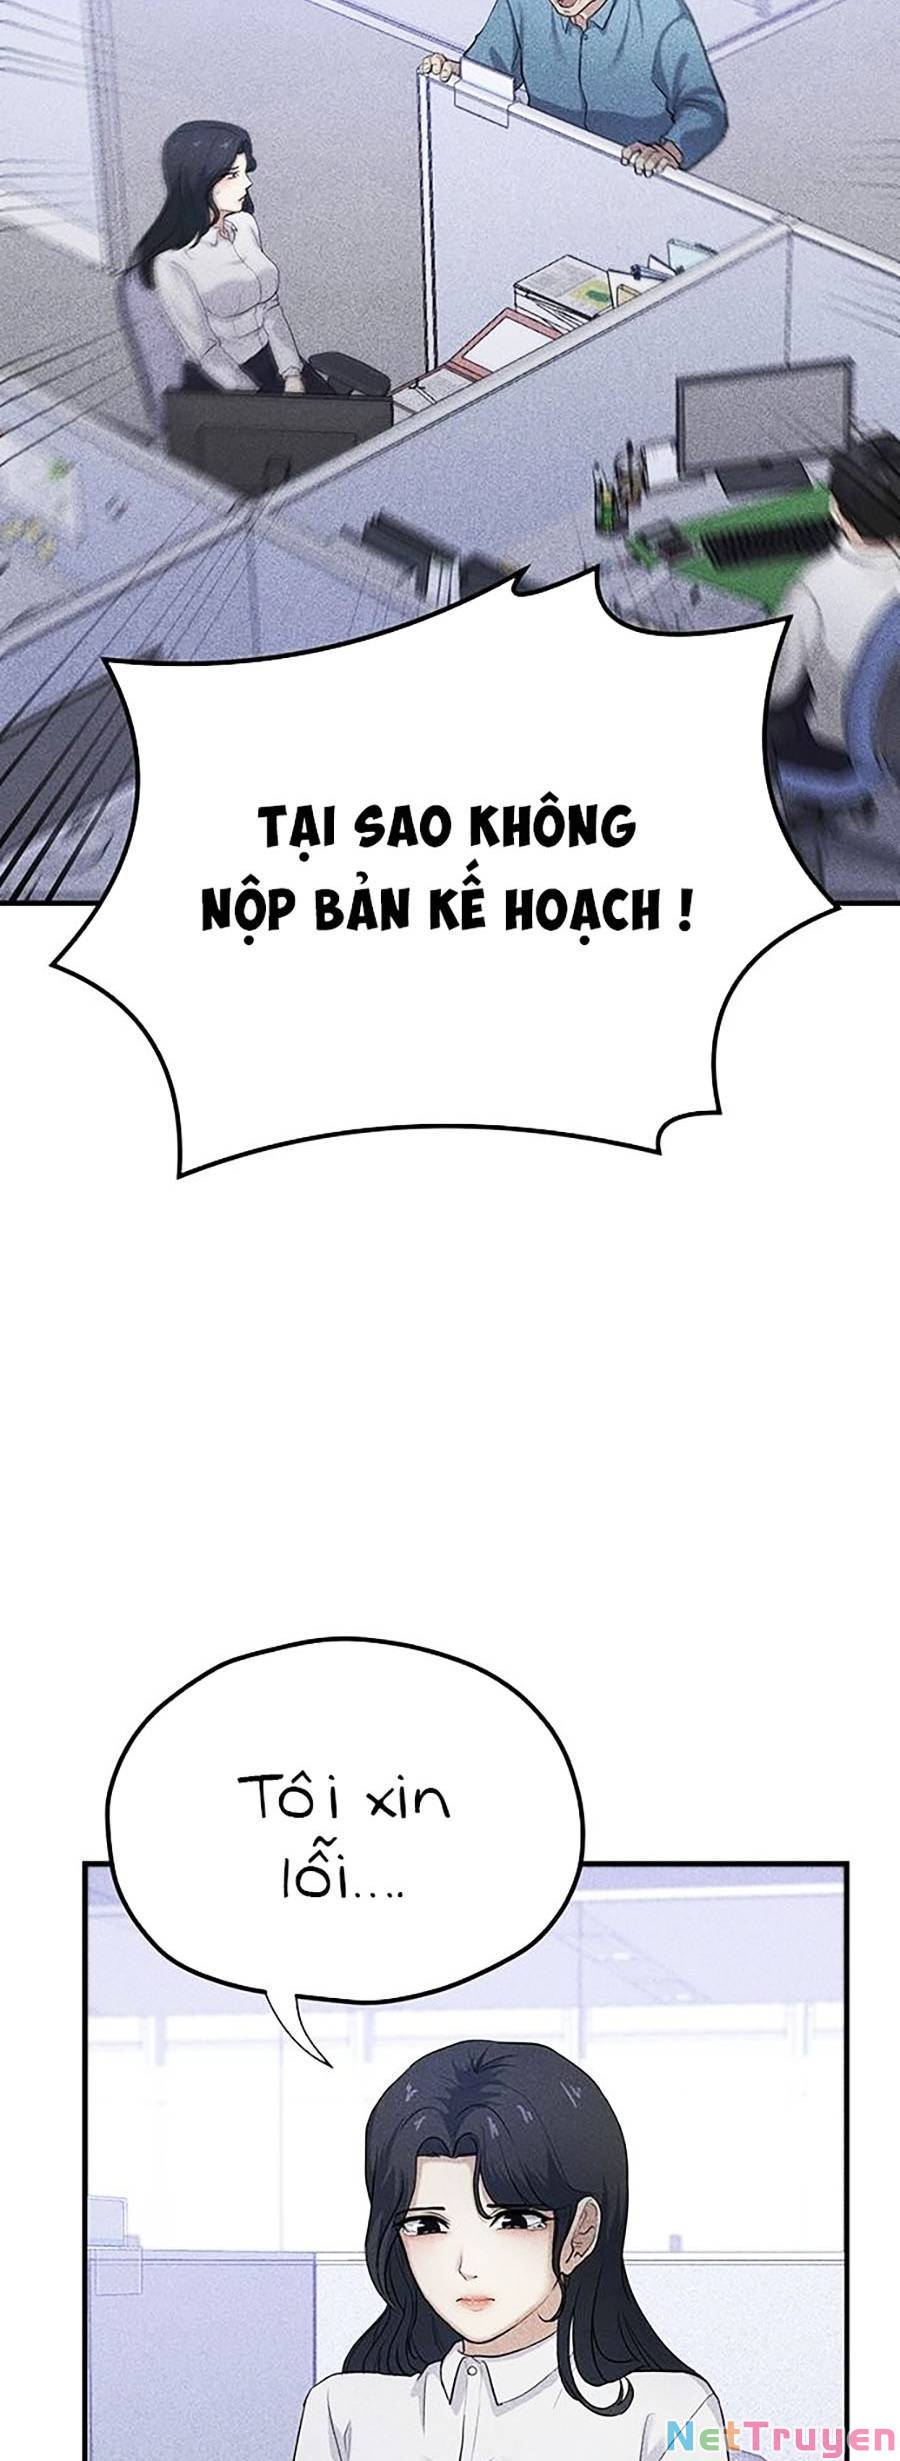 TẠI SAO KHÔNG
NỘP BẢN KẾ HOẠCH !
Tôi xin
lỗi....
NetTruyen